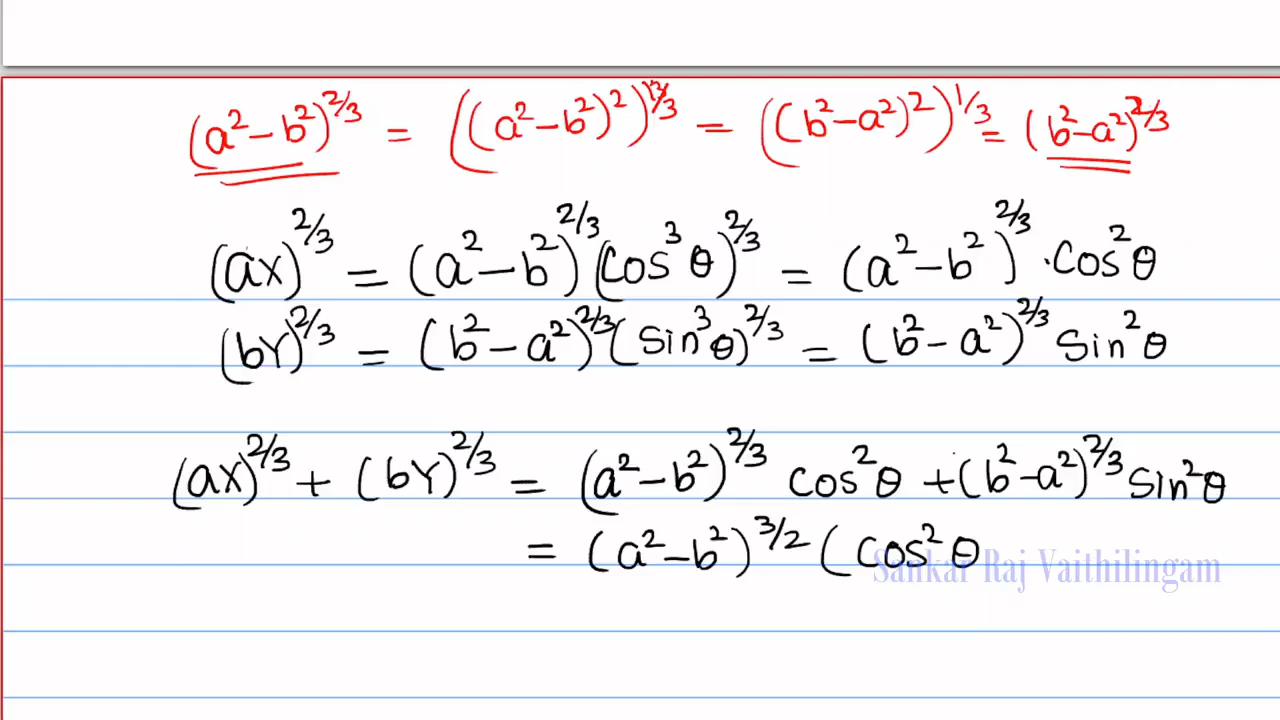 (a² - b²)^2/3 = ((a² - b²)²)^1/3 = ((b² - a²)²)^1/3 = (b² - a²)^2/3
(ax)^2/3 = (a² - b²)^2/3 (cos³θ)^2/3 = (a² - b²)^2/3 · cos²θ
(bY)^2/3 = (b² - a²)^2/3 (sin³θ)^2/3 = (b² - a²)^2/3 sin²θ
(ax)^2/3 + (bY)^2/3 = (a² - b²)^2/3 cos²θ + (b² - a²)^2/3 sin²θ
= (a² - b²)^3/2 (cos²θ
Sankar Raj Vaithilingam